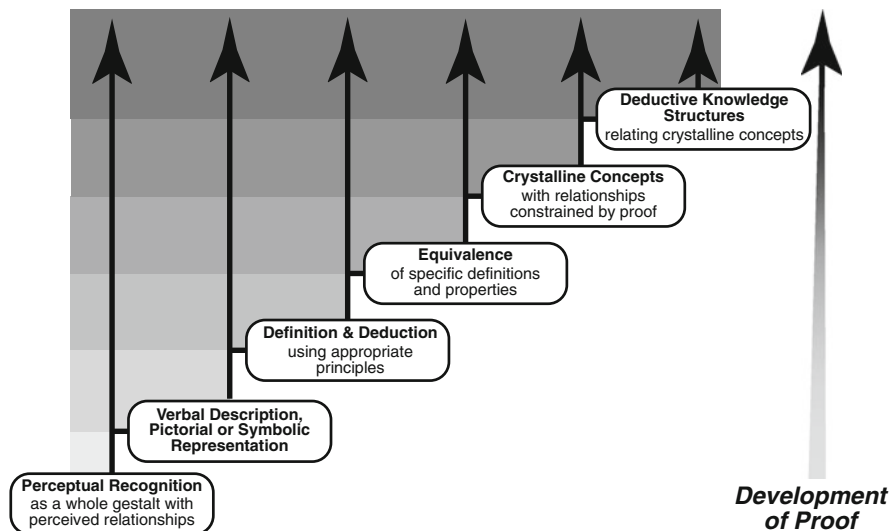 Deductive Knowledge
Structures
relating crystalline concepts
Crystalline Concepts
with relationships
constrained by proof
Equivalence
of specific definitions
and properties
Definition & Deduction
using appropriate
principles
Verbal Description,
Pictorial or Symbolic
Representation
Perceptual Recognition
as a whole gestalt with
perceived relationships
Development
of Proof